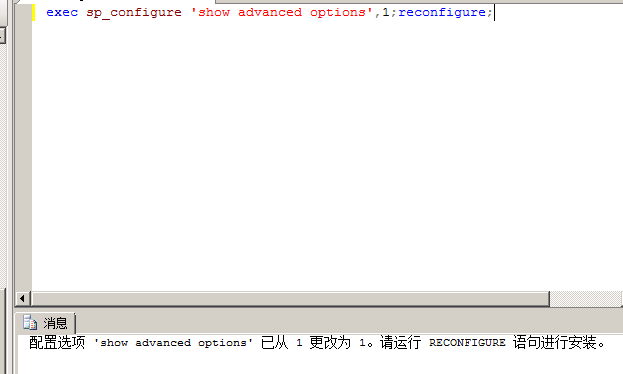 exec sp_configure 'show advanced options',1;reconfigure;
消息
配置选项 'show advanced options' 已从 1 更改为 1。请运行 RECONFIGURE 语句进行安装。